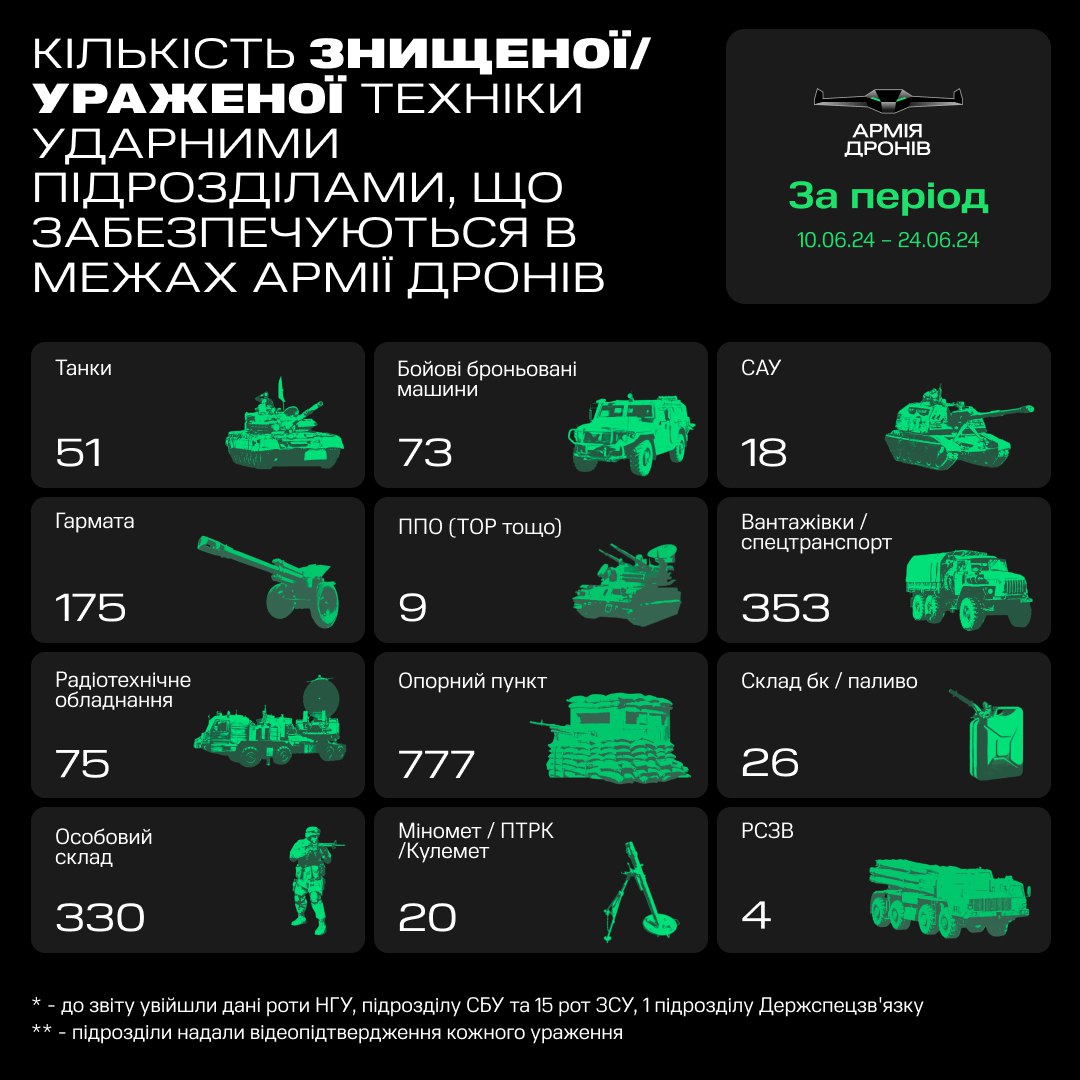 КІЛЬКІСТЬ ЗНИЩЕНОЇ/
УРАЖЕНОЇ ТЕХНІКИ
УДАРНИМИ
ПІДРОЗДІЛАМИ, ЩО
ЗАБЕЗПЕЧУЮТЬСЯ В
МЕЖАХ АРМІЇ ДРОНІВ
АРМІЯ
ДРОНІВ
За період
10.06.24 – 24.06.24
Танки
51
Бойові броньовані
машини
73
САУ
18
Гармата
175
ППО (ТОР тощо)
9
Вантажівки /
спецтранспорт
353
Радіотехнічне
обладнання
75
Опорний пункт
777
Склад бк / паливо
26
Особовий
склад
330
Міномет / ПТРК
/Кулемет
20
РСЗВ
4
* - до звіту увійшли дані роти НГУ, підрозділу СБУ та 15 рот ЗСУ, 1 підрозділу Держспецзв'язку
** - підрозділи надали відеопідтвердження кожного ураження